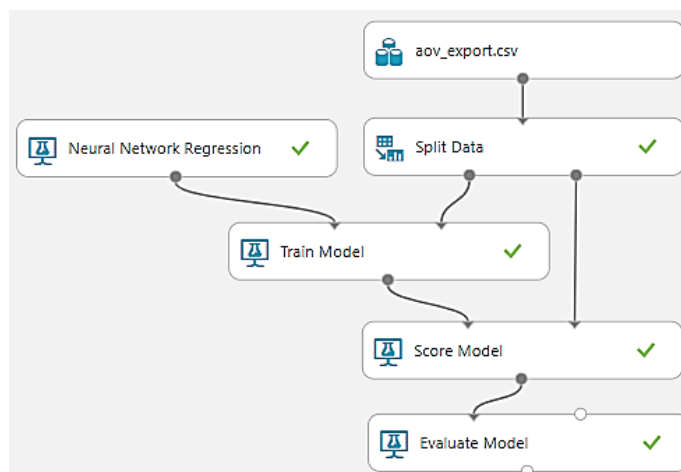 aov_export.csv
Neural Network Regression
Split Data
Train Model
Score Model
Evaluate Model